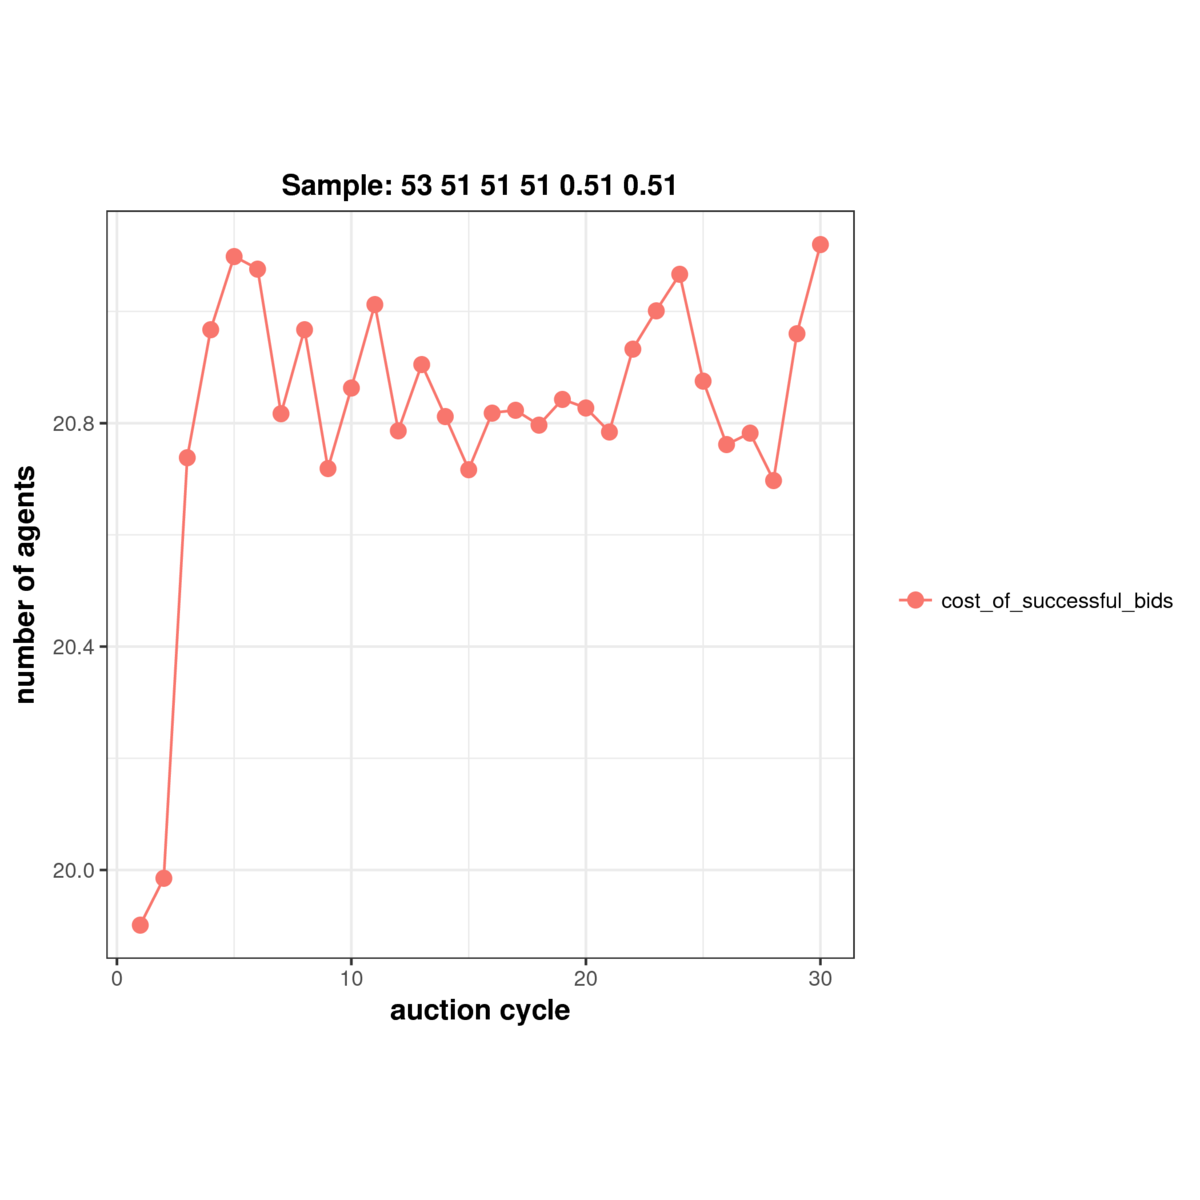 Sample: 53 51 51 51 0.51 0.51
number of agents
20.8
20.4
20.0
0 10 20 30
auction cycle
cost_of_successful_bids